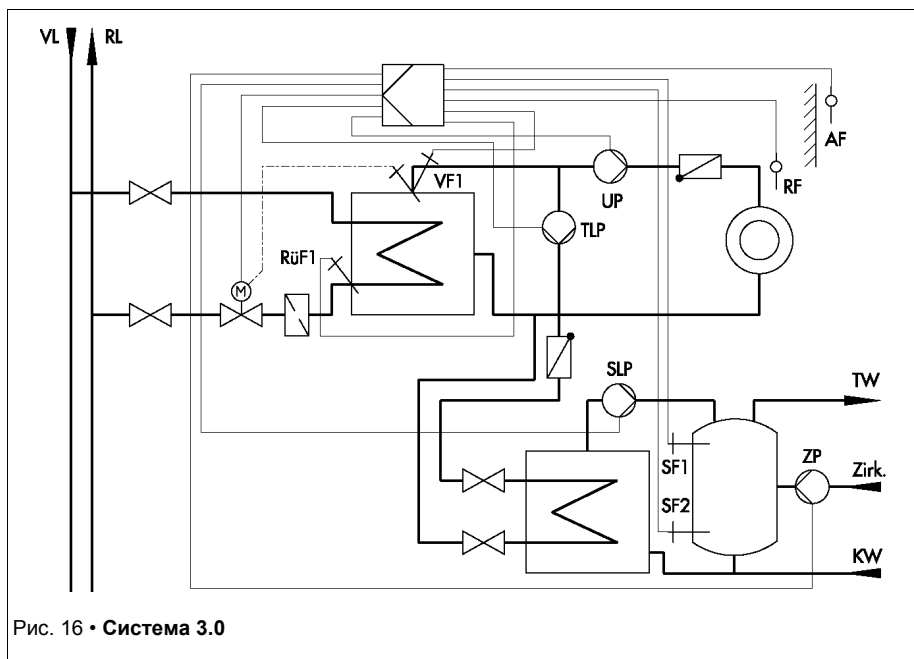 VL RL
AF
VF1
UP
RF
TLP
RüF1
M
SLP
TW
SF1
ZP
Zirk.
SF2
KW
Рис. 16 • Система 3.0